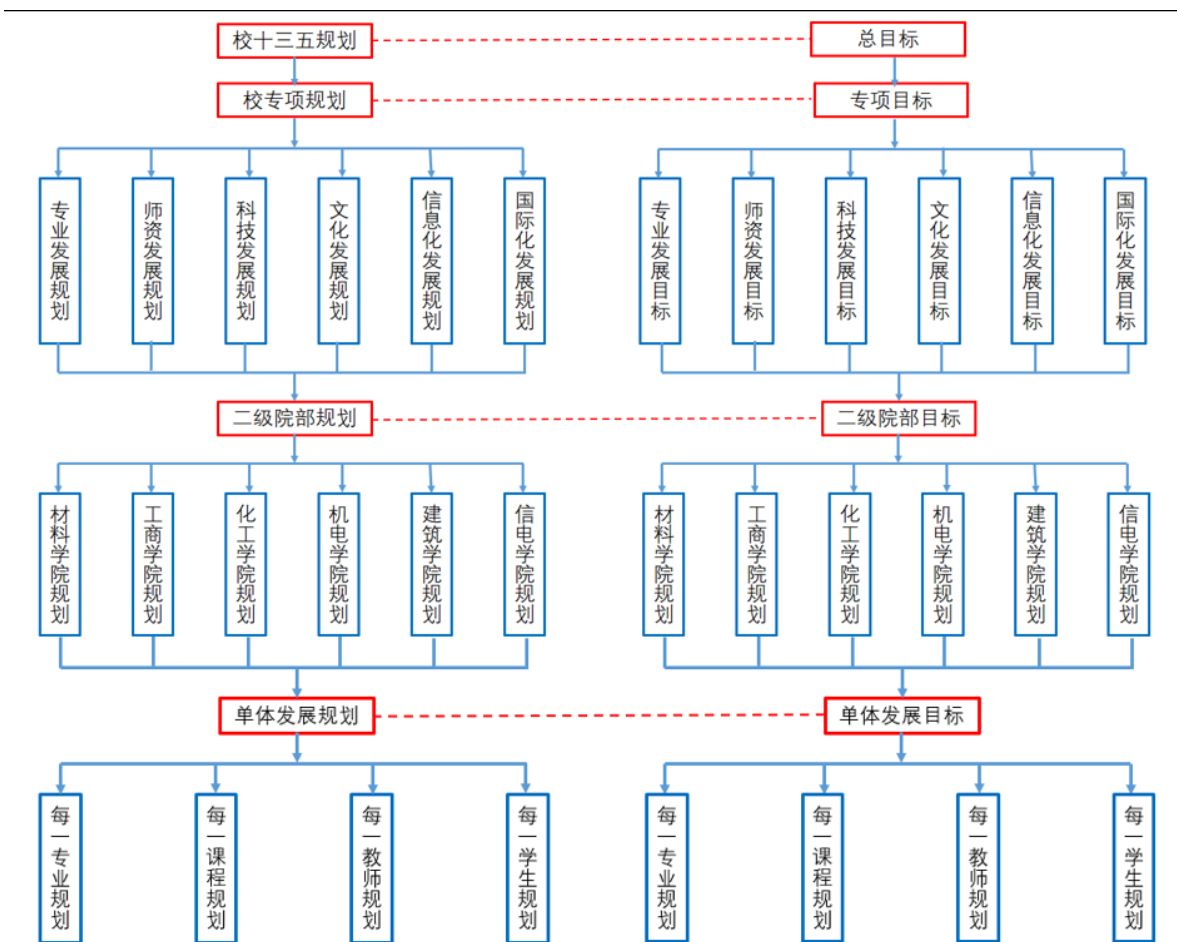 校十三五规划
总目标
校专项规划
专项目标
专业发展规划
师资发展规划
科技发展规划
文化发展规划
信息化发展规划
国际化发展规划
专业发展目标
师资发展目标
科技发展目标
文化发展目标
信息化发展目标
国际化发展目标
二级院部规划
二级院部目标
材料学院规划
工商学院规划
化工学院规划
机电学院规划
建筑学院规划
信电学院规划
材料学院规划
工商学院规划
化工学院规划
机电学院规划
建筑学院规划
信电学院规划
单体发展规划
单体发展目标
每一专业规划
每一课程规划
每一教师规划
每一学生规划
每一专业规划
每一课程规划
每一教师规划
每一学生规划